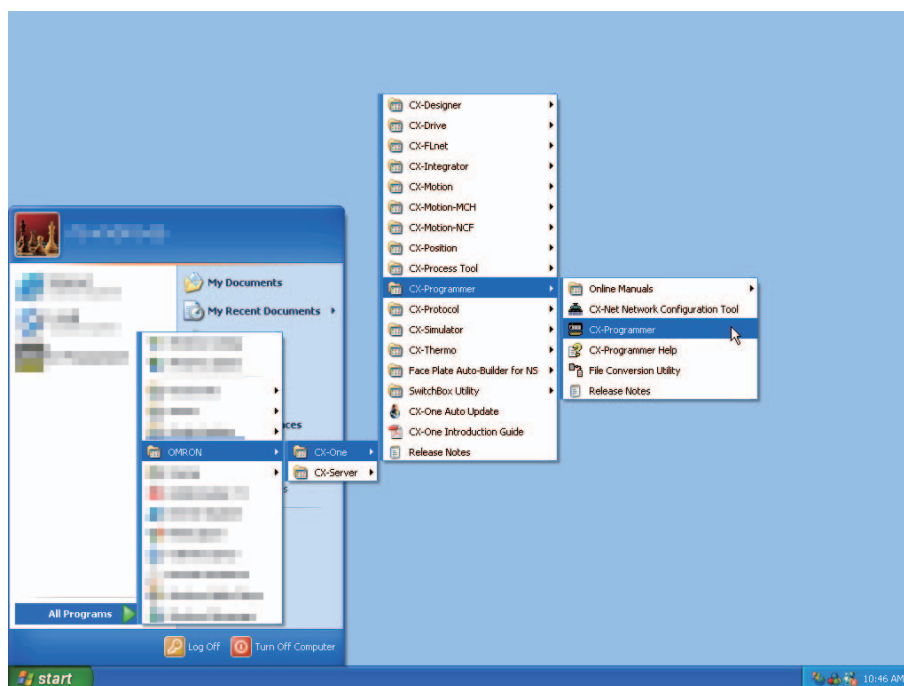 CX-Designer
CX-Drive
CX-FLnet
CX-Integrator
CX-Motion
CX-Motion-MCH
CX-Motion-NCF
CX-Position
CX-Process Tool
CX-Programmer
CX-Protocol
CX-Simulator
CX-Thermo
Face Plate Auto-Builder for NS
SwitchBox Utility
CX-One Auto Update
CX-One Introduction Guide
Release Notes
Online Manuals
CX-Net Network Configuration Tool
CX-Programmer
CX-Programmer Help
File Conversion Utility
Release Notes
My Documents
My Recent Documents
OMRON
CX-One
CX-Server
All Programs
Log Off
Turn Off Computer
start
10:46 AM